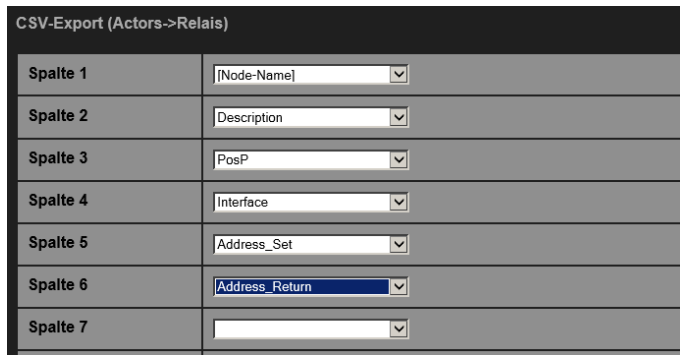 CSV-Export (Actors->Relais)
Spalte 1 [Node-Name]
Spalte 2 Description
Spalte 3 PosP
Spalte 4 Interface
Spalte 5 Address_Set
Spalte 6 Address_Return
Spalte 7